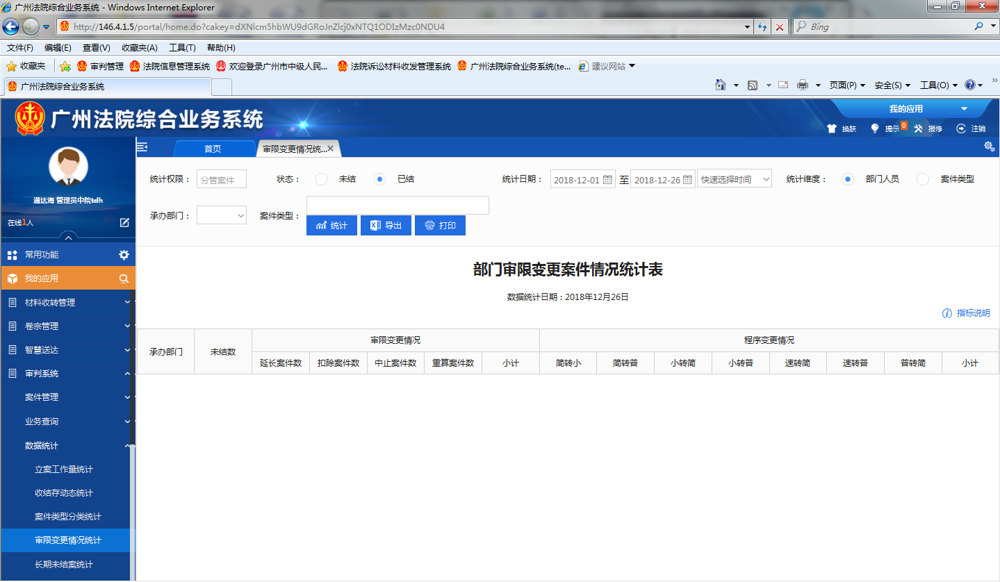 广州法院综合业务系统 - Windows Internet Explorer
http://146.4.1.5/portal/home.do?cakey=dXNlcm5hbWU9dGRoJnZlcj0xNTQ1ODIzMzc0NDU4
Bing
文件(F) 编辑(E) 查看(V) 收藏夹(A) 工具(T) 帮助(H)
收藏夹 审判管理 法院信息管理系统 欢迎登录广州市中级人民... 法院诉讼材料收发管理系统 广州法院综合业务系统(te... 建议网站
广州法院综合业务系统
页面(P) 安全(S) 工具(O) »
广州法院综合业务系统
我的应用
换肤 提示 0 报修 注销
首页 审限变更情况统...
通达海 管理员中院tdh
在线1人
常用功能
我的应用
材料收转管理
卷宗管理
智慧送达
审判系统
案件管理
业务查询
数据统计
立案工作量统计
收结存动态统计
案件类型分类统计
审限变更情况统计
长期未结案统计
统计权限： 分管案件 状态： 未结 已结 统计日期： 2018-12-01 至 2018-12-26 快速选择时间 统计维度： 部门人员 案件类型
承办部门： 案件类型：
统计 导出 打印
部门审限变更案件情况统计表
数据统计日期：2018年12月26日
指标说明
承办部门 未结数 审限变更情况 程序变更情况
延长案件数 扣除案件数 中止案件数 重算案件数 小计 简转小 简转普 小转简 小转普 速转简 速转普 普转简 小计